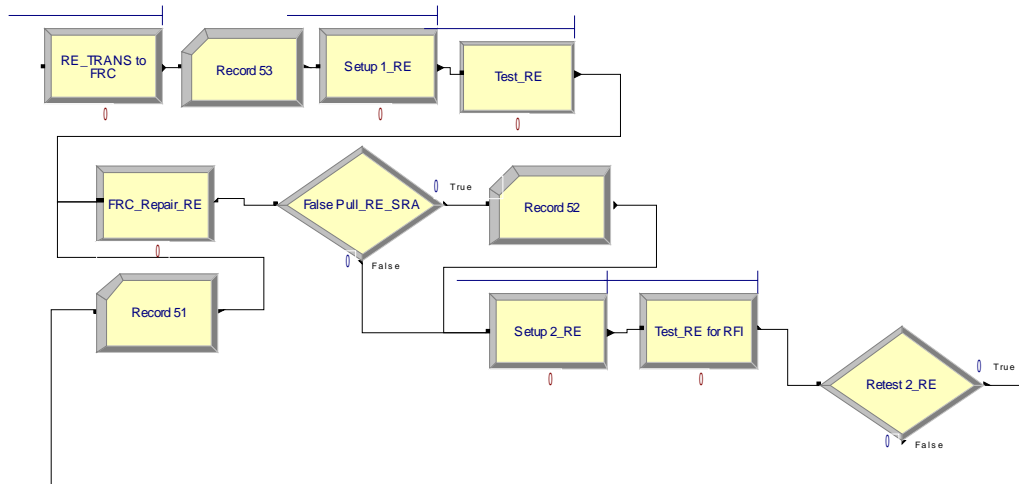 RE_TRANS to
FRC
0
Record 53
Setup 1_RE
0
Test_RE
0
FRC_Repair_RE
0
False Pull_RE_SRA
0
True
0
False
Record 52
Record 51
Setup 2_RE
0
Test_RE for RFI
0
Retest 2_RE
0
True
0
False